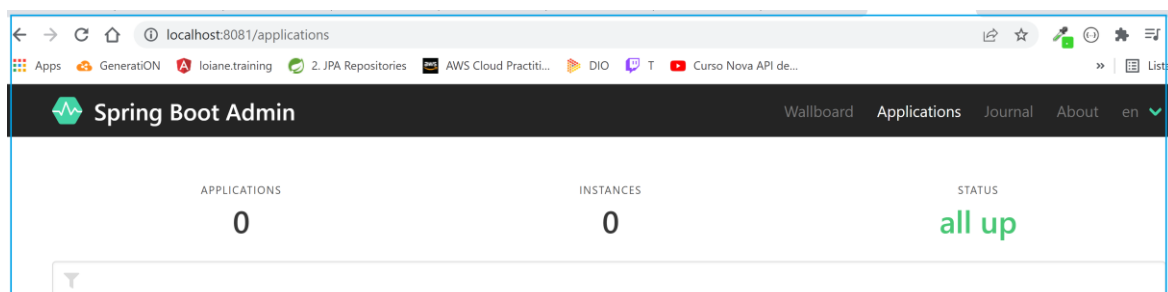 localhost:8081/applications
Apps GeneratiON loiane.training 2. JPA Repositories AWS Cloud Practiti... DIO T Curso Nova API de... » Lista
Spring Boot Admin Wallboard Applications Journal About en
APPLICATIONS INSTANCES STATUS
0 0 all up